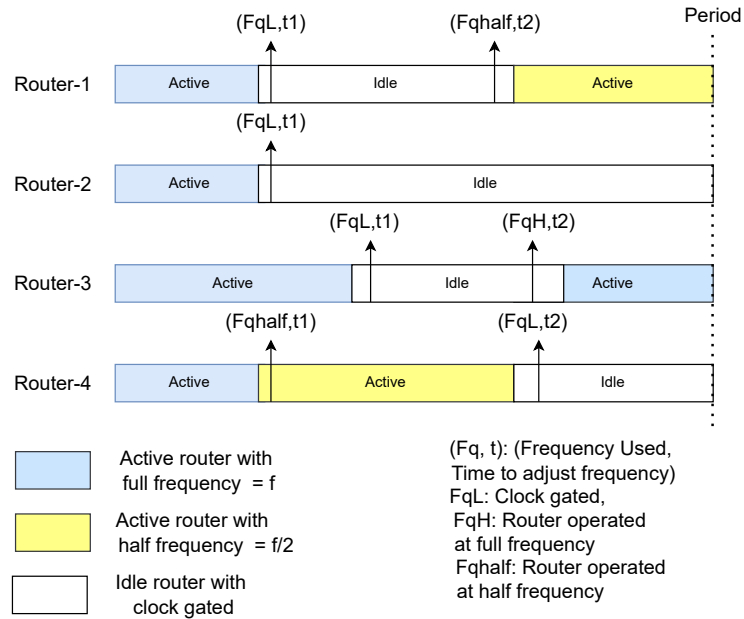 Period
(FqL,t1)
(Fqhalf,t2)
Router-1
Active
Idle
Active
(FqL,t1)
Router-2
Active
Idle
(FqL,t1)
(FqH,t2)
Router-3
Active
Idle
Active
(Fqhalf,t1)
(FqL,t2)
Router-4
Active
Active
Idle
Active router with
full frequency = f
Active router with
half frequency = f/2
Idle router with
clock gated
(Fq, t): (Frequency Used,
Time to adjust frequency)
FqL: Clock gated,
FqH: Router operated
at full frequency
Fqhalf: Router operated
at half frequency